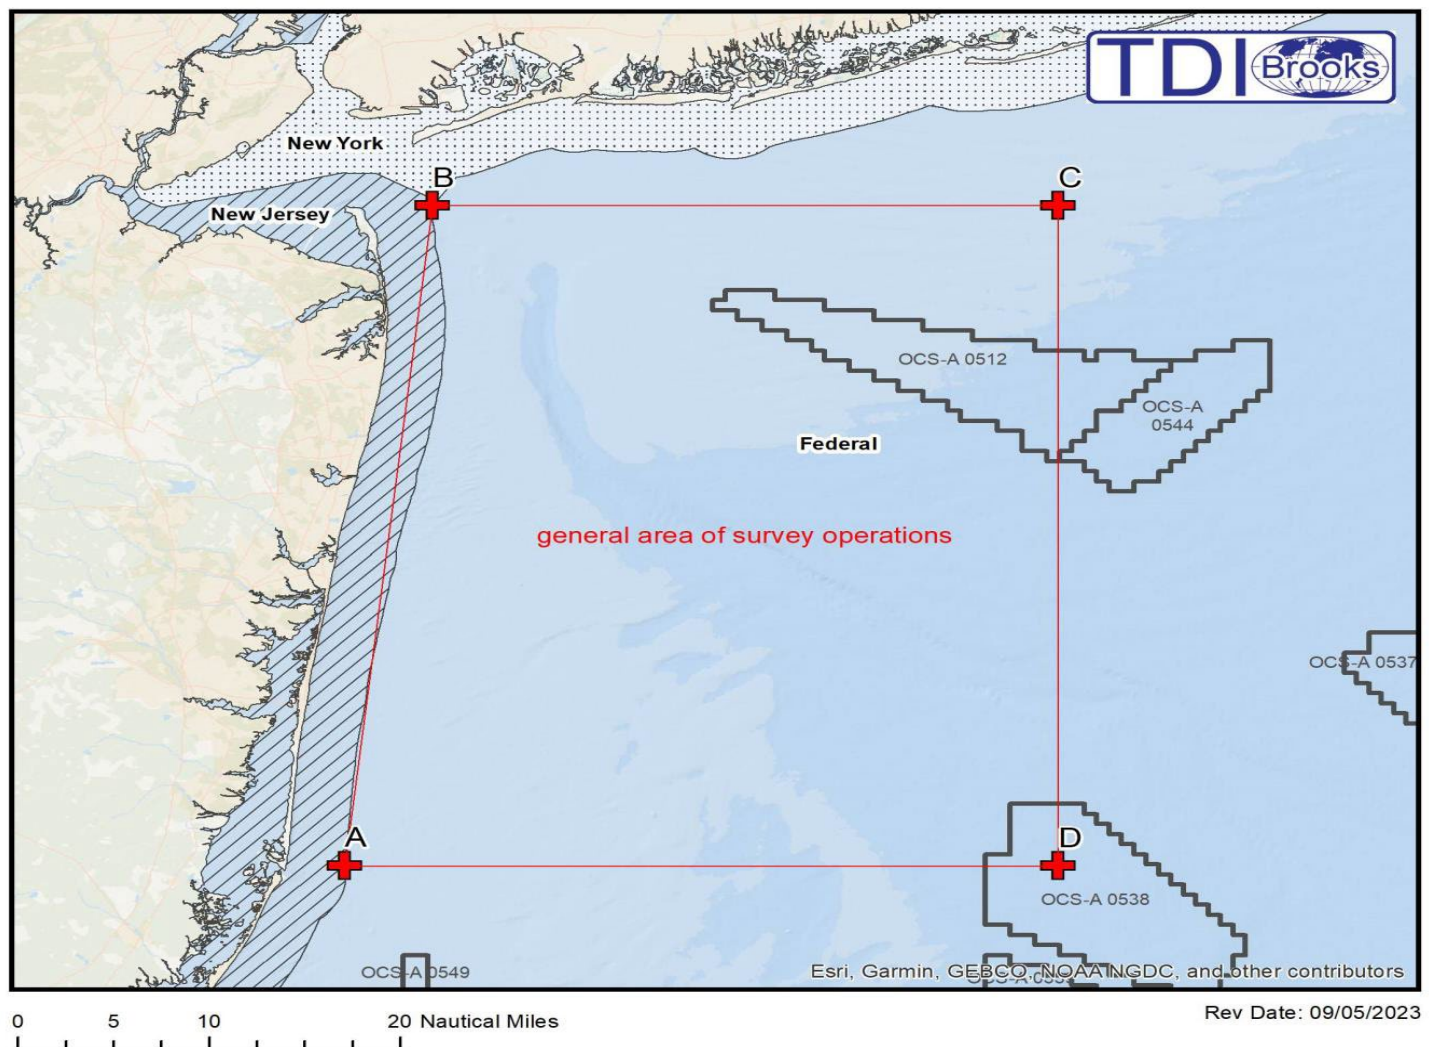 TDI Brooks
New York
B
C
New Jersey
OCS-A 0512
OCS-A
0544
Federal
general area of survey operations
OCS-A 0537
A
D
OCS-A 0538
OCS-A 0549
Esri, Garmin, GEBCO, NOAA NGDC, and other contributors
0 5 10 20 Nautical Miles
Rev Date: 09/05/2023